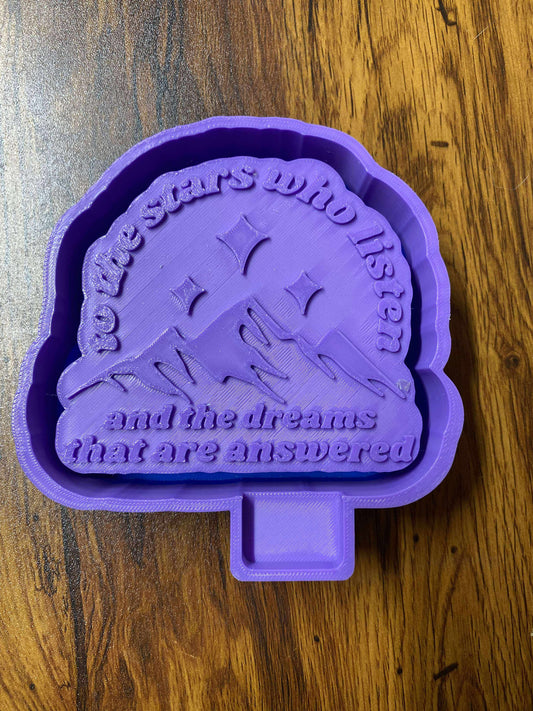 to the stars who listen
and the dreams
that are answered